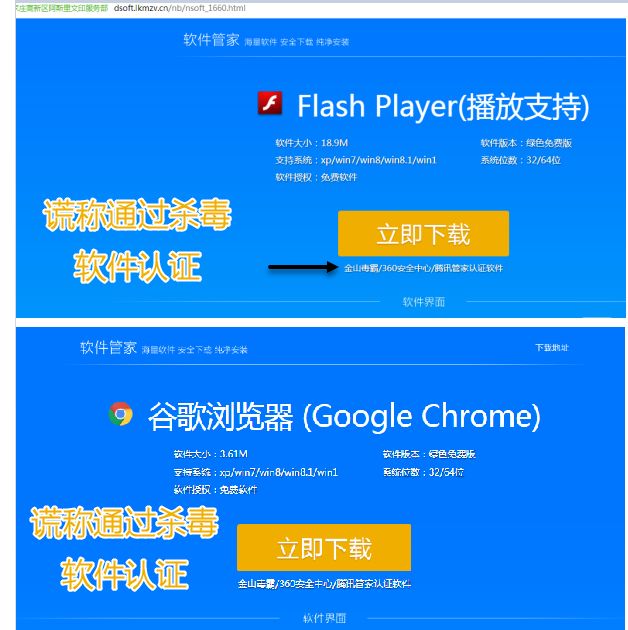 家庄高新区阿斯里文印服务部 dsoft.lkmzv.cn/nb/nsoft_1660.html
软件管家 海量软件 安全下载 纯净安装
Flash Player(播放支持)
软件大小：18.9M 软件版本：绿色免费版
支持系统：xp/win7/win8/win8.1/win1 系统位数：32/64位
软件授权：免费软件
谎称通过杀毒
软件认证
立即下载
金山毒霸/360安全中心/腾讯管家认证软件
软件界面
软件管家 海量软件 安全下载 纯净安装 下载地址
谷歌浏览器 (Google Chrome)
软件大小：3.61M 软件版本：绿色免费版
支持系统：xp/win7/win8/win8.1/win1 系统位数：32/64位
软件授权：免费软件
谎称通过杀毒
软件认证
立即下载
金山毒霸/360安全中心/腾讯管家认证软件
软件界面